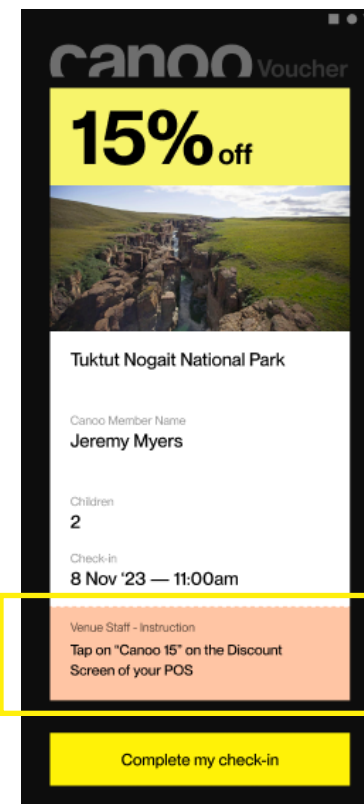 canoo Voucher
15% off
Tuktut Nogait National Park
Canoo Member Name
Jeremy Myers
Children
2
Check-in
8 Nov '23 — 11:00am
Venue Staff - Instruction
Tap on “Canoo 15” on the Discount
Screen of your POS
Complete my check-in